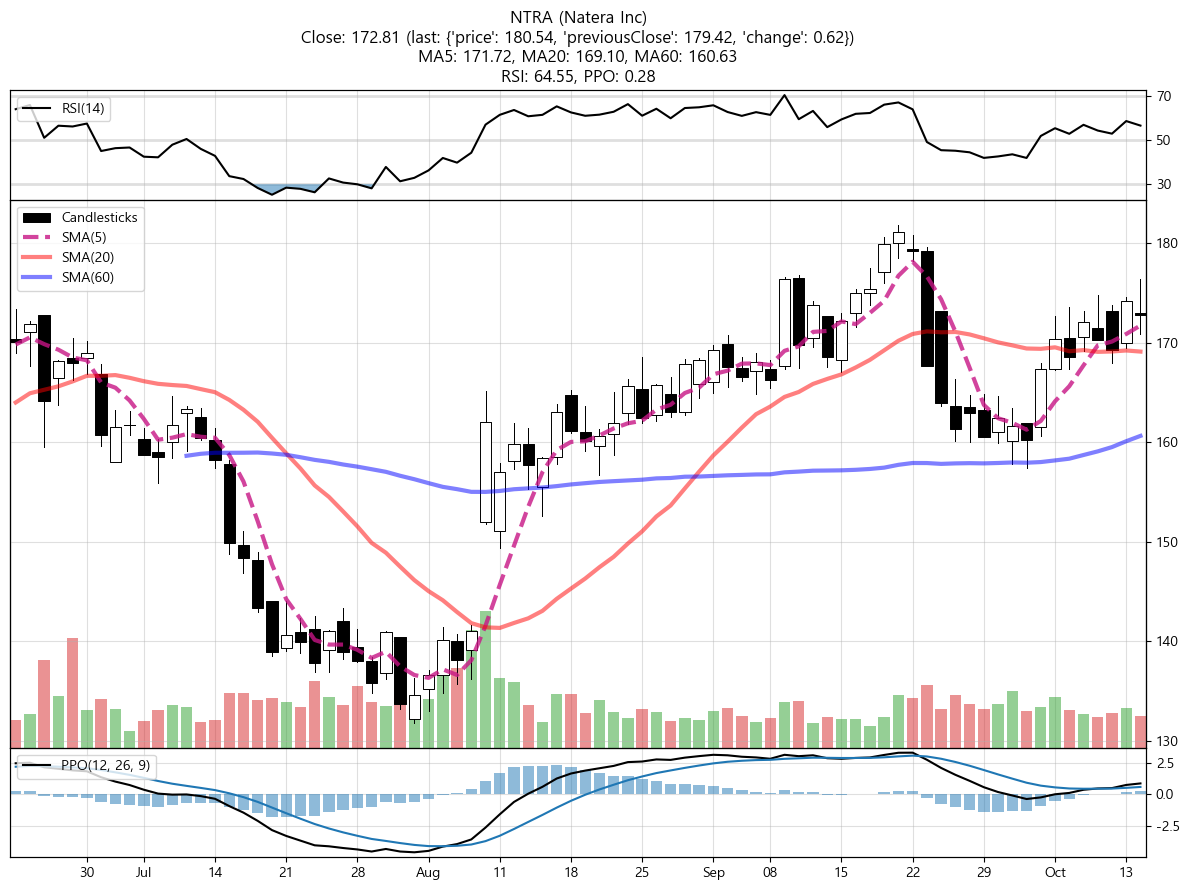 NTRA (Natera Inc)
Close: 172.81 (last: {'price': 180.54, 'previousClose': 179.42, 'change': 0.62})
MA5: 171.72, MA20: 169.10, MA60: 160.63
RSI: 64.55, PPO: 0.28
RSI(14)
70
50
30
Candlesticks
SMA(5)
SMA(20)
SMA(60)
180
170
160
150
140
130
PPO(12, 26, 9)
2.5
0.0
−2.5
30 Jul 14 21 28 Aug 11 18 25 Sep 08 15 22 29 Oct 13